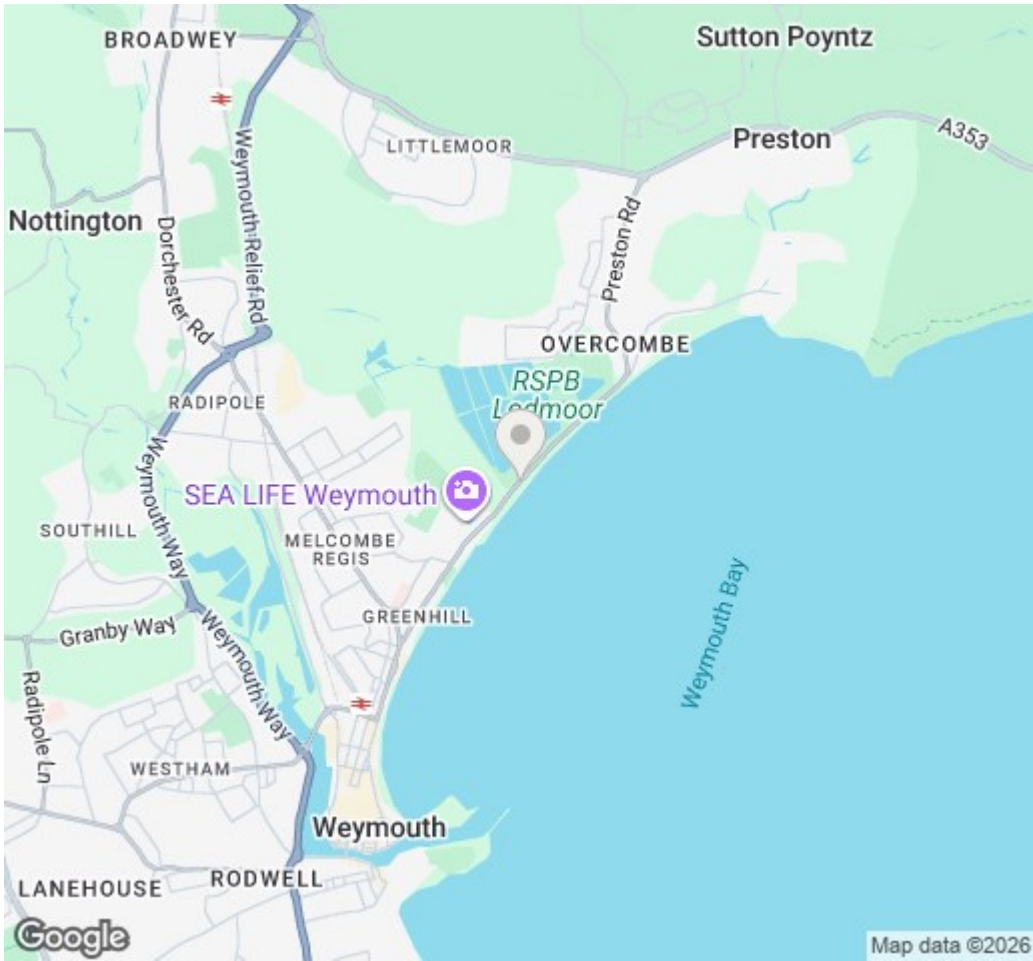 BROADWEY
Sutton Poyntz
LITTLEMOOR
Preston
A353
Nottington
Weymouth Relief Rd
Dorchester Rd
Preston Rd
OVERCOMBE
RSPB
Lodmoor
RADIPOLE
Weymouth Way
SEA LIFE Weymouth
SOUTHILL
MELCOMBE
REGIS
GREENHILL
Granby Way
Weymouth Way
Weymouth Bay
Radipole Ln
WESTHAM
Weymouth
RODWELL
LANEHOUSE
Google
Map data ©2026